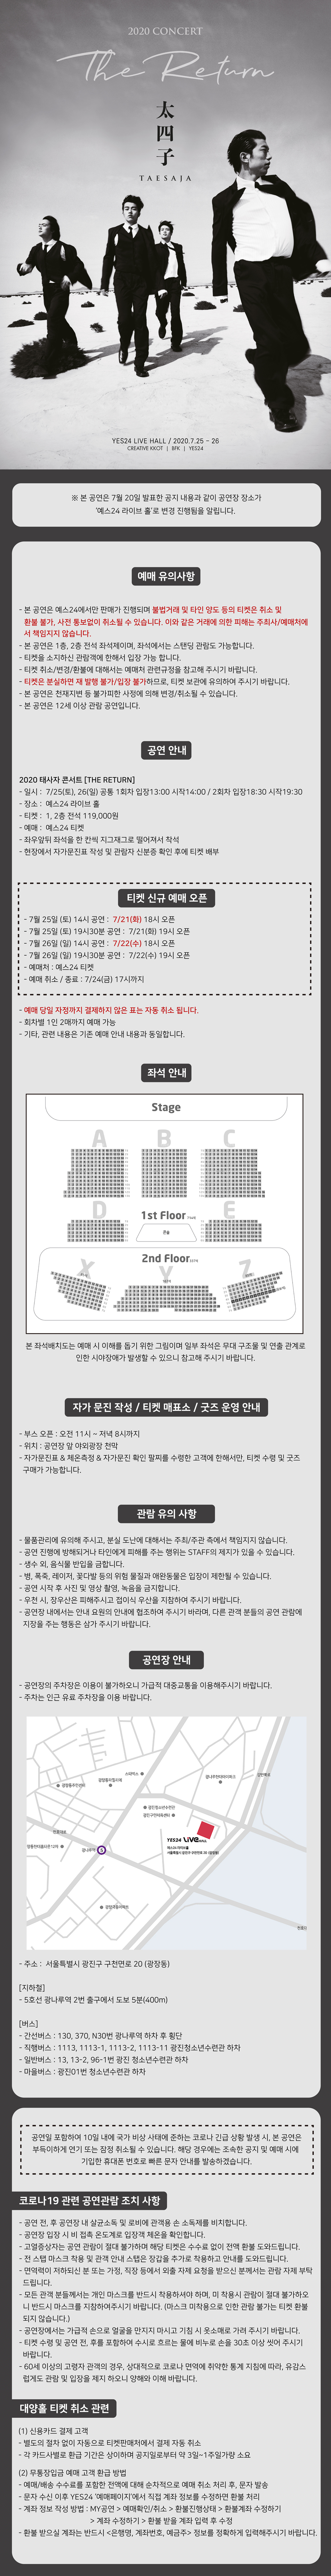 2020 CONCERT
The Return
太
四
子
TAESAJA
YES24 LIVE HALL / 2020.7.25 - 26
CREATIVE KKOT | BFK | YES24
※ 본 공연은 7월 20일 발표한 공지 내용과 같이 공연장 장소가
'예스24 라이브 홀'로 변경 진행됨을 알립니다.
예매 유의사항
- 본 공연은 예스24에서만 판매가 진행되며 불법거래 및 타인 양도 등의 티켓은 취소 및
환불 불가, 사전 통보없이 취소될 수 있습니다. 이와 같은 거래에 의한 피해는 주최사/예매처에
서 책임지지 않습니다.
- 본 공연은 1층, 2층 전석 좌석제이며, 좌석에서는 스탠딩 관람도 가능합니다.
- 티켓을 소지하신 관람객에 한해서 입장 가능 합니다.
- 티켓 취소/변경/환불에 대해서는 예매처 관련규정을 참고해 주시기 바랍니다.
- 티켓은 분실하면 재 발행 불가/입장 불가하므로, 티켓 보관에 유의하여 주시기 바랍니다.
- 본 공연은 천재지변 등 불가피한 사정에 의해 변경/취소될 수 있습니다.
- 본 공연은 12세 이상 관람 공연입니다.
공연 안내
2020 태사자 콘서트 [THE RETURN]
- 일시 : 7/25(토), 26(일) 공통 1회차 입장13:00 시작14:00 / 2회차 입장18:30 시작19:30
- 장소 : 예스24 라이브 홀
- 티켓 : 1, 2층 전석 119,000원
- 예매 : 예스24 티켓
- 좌우앞뒤 좌석을 한 칸씩 지그재그로 떨어져서 착석
- 현장에서 자가문진표 작성 및 관람자 신분증 확인 후에 티켓 배부
티켓 신규 예매 오픈
- 7월 25일 (토) 14시 공연 : 7/21(화) 18시 오픈
- 7월 25일 (토) 19시30분 공연 : 7/21(화) 19시 오픈
- 7월 26일 (일) 14시 공연 : 7/22(수) 18시 오픈
- 7월 26일 (일) 19시30분 공연 : 7/22(수) 19시 오픈
- 예매처 : 예스24 티켓
- 예매 취소 / 종료 : 7/24(금) 17시까지
- 예매 당일 자정까지 결제하지 않은 표는 자동 취소 됩니다.
- 회차별 1인 2매까지 예매 가능
- 기타, 관련 내용은 기존 예매 안내 내용과 동일합니다.
좌석 안내
Stage
A B C
D E
1st Floor
콘솔
2nd Floor
X Y Z
본 좌석배치도는 예매 시 이해를 돕기 위한 그림이며 일부 좌석은 무대 구조물 및 연출 관계로
인한 시야장애가 발생할 수 있으니 참고해 주시기 바랍니다.
자가 문진 작성 / 티켓 매표소 / 굿즈 운영 안내
- 부스 오픈 : 오전 11시 ~ 저녁 8시까지
- 위치 : 공연장 앞 야외광장 천막
- 자가문진표 & 체온측정 & 자가문진 확인 팔찌를 수령한 고객에 한해서만, 티켓 수령 및 굿즈
구매가 가능합니다.
관람 유의 사항
- 물품관리에 유의해 주시고, 분실 도난에 대해서는 주최/주관 측에서 책임지지 않습니다.
- 공연 진행에 방해되거나 타인에게 피해를 주는 행위는 STAFF의 제지가 있을 수 있습니다.
- 생수 외, 음식물 반입을 금합니다.
- 병, 폭죽, 레이저, 꽃다발 등의 위험 물질과 애완동물은 입장이 제한될 수 있습니다.
- 공연 시작 후 사진 및 영상 촬영, 녹음을 금지합니다.
- 우천 시, 장우산은 피해주시고 접이식 우산을 지참하여 주시기 바랍니다.
- 공연장 내에서는 안내 요원의 안내에 협조하여 주시기 바라며, 다른 관객 분들의 공연 관람에
지장을 주는 행동은 삼가 주시기 바랍니다.
공연장 안내
- 공연장의 주차장은 이용이 불가하오니 가급적 대중교통을 이용해주시기 바랍니다.
- 주차는 인근 유료 주차장을 이용 바랍니다.
YES24 LIVE HALL
광나루역
5
- 주소 : 서울특별시 광진구 구천면로 20 (광장동)
[지하철]
- 5호선 광나루역 2번 출구에서 도보 5분(400m)
[버스]
- 간선버스 : 130, 370, N30번 광나루역 하차 후 횡단
- 직행버스 : 1113, 1113-1, 1113-2, 1113-11 광진청소년수련관 하차
- 일반버스 : 13, 13-2, 96-1번 광진 청소년수련관 하차
- 마을버스 : 광진01번 청소년수련관 하차
공연일 포함하여 10일 내에 국가 비상 사태에 준하는 코로나 긴급 상황 발생 시, 본 공연은
부득이하게 연기 또는 잠정 취소될 수 있습니다. 해당 경우에는 조속한 공지 및 예매 시에
기입한 휴대폰 번호로 빠른 문자 안내를 발송하겠습니다.
코로나19 관련 공연관람 조치 사항
- 공연 전, 후 공연장 내 살균소독 및 로비에 관객용 손 소독제를 비치합니다.
- 공연장 입장 시 비 접촉 온도계로 입장객 체온을 확인합니다.
- 고열증상자는 공연 관람이 절대 불가하며 해당 티켓은 수수료 없이 전액 환불 도와드립니다.
- 전 스탭 마스크 착용 및 관객 안내 스탭은 장갑을 추가로 착용하고 안내를 도와드립니다.
- 면역력이 저하되신 분 또는 가정, 직장 등에서 외출 자제 요청을 받으신 분께서는 관람 자제 부탁
드립니다.
- 모든 관객 분들께서는 개인 마스크를 반드시 착용하셔야 하며, 미 착용시 관람이 절대 불가하오
니 반드시 마스크를 지참하여주시기 바랍니다. (마스크 미착용으로 인한 관람 불가는 티켓 환불
되지 않습니다.)
- 공연장에서는 가급적 손으로 얼굴을 만지지 마시고 기침 시 옷소매로 가려 주시기 바랍니다.
- 티켓 수령 및 공연 전, 후를 포함하여 수시로 흐르는 물에 비누로 손을 30초 이상 씻어 주시기
바랍니다.
- 60세 이상의 고령자 관객의 경우, 상대적으로 코로나 면역에 취약한 통계 지침에 따라, 유감스
럽게도 관람 및 입장을 제지 하오니 양해와 이해 바랍니다.
대양홀 티켓 취소 관련
(1) 신용카드 결제 고객
- 별도의 절차 없이 자동으로 티켓판매처에서 결제 자동 취소
- 각 카드사별로 환급 기간은 상이하며 공지일로부터 약 3일~1주일가량 소요
(2) 무통장입금 예매 고객 환급 방법
- 예매/배송 수수료를 포함한 전액에 대해 순차적으로 예매 취소 처리 후, 문자 발송
- 문자 수신 이후 YES24 '예매페이지'에서 직접 계좌 정보를 수정하면 환불 처리
- 계좌 정보 작성 방법 : MY공연 > 예매확인/취소 > 환불진행상태 > 환불계좌 수정하기
> 계좌 수정하기 > 환불 받을 계좌 입력 후 수정
- 환불 받으실 계좌는 반드시 <은행명, 계좌번호, 예금주> 정보를 정확하게 입력해주시기 바랍니다.